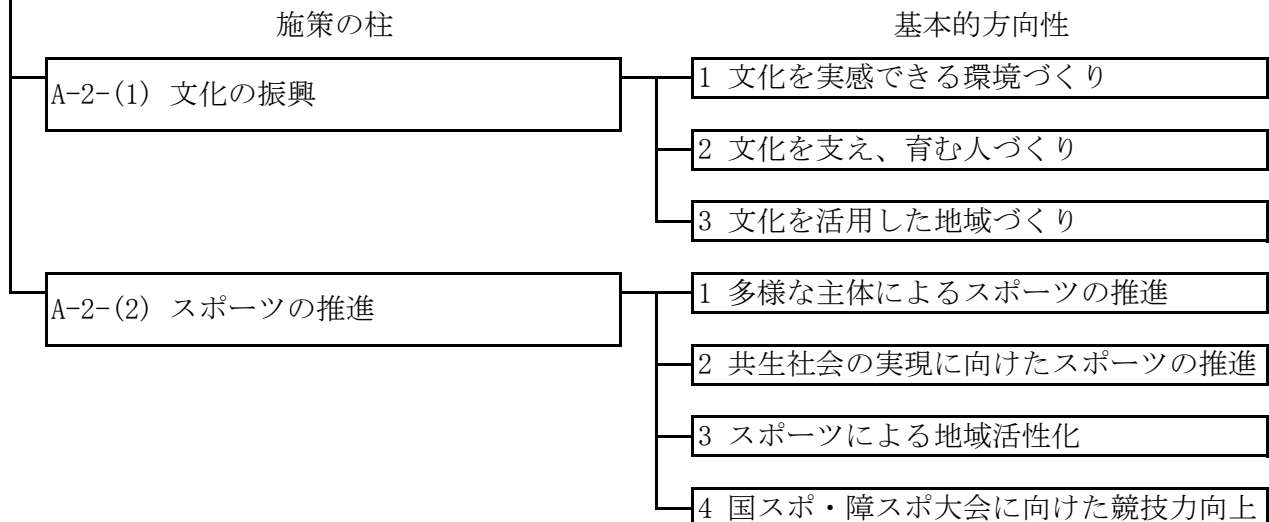 施策の柱
基本的方向性
A-2-(1) 文化の振興
1 文化を実感できる環境づくり
2 文化を支え、育む人づくり
3 文化を活用した地域づくり
A-2-(2) スポーツの推進
1 多様な主体によるスポーツの推進
2 共生社会の実現に向けたスポーツの推進
3 スポーツによる地域活性化
4 国スポ・障スポ大会に向けた競技力向上